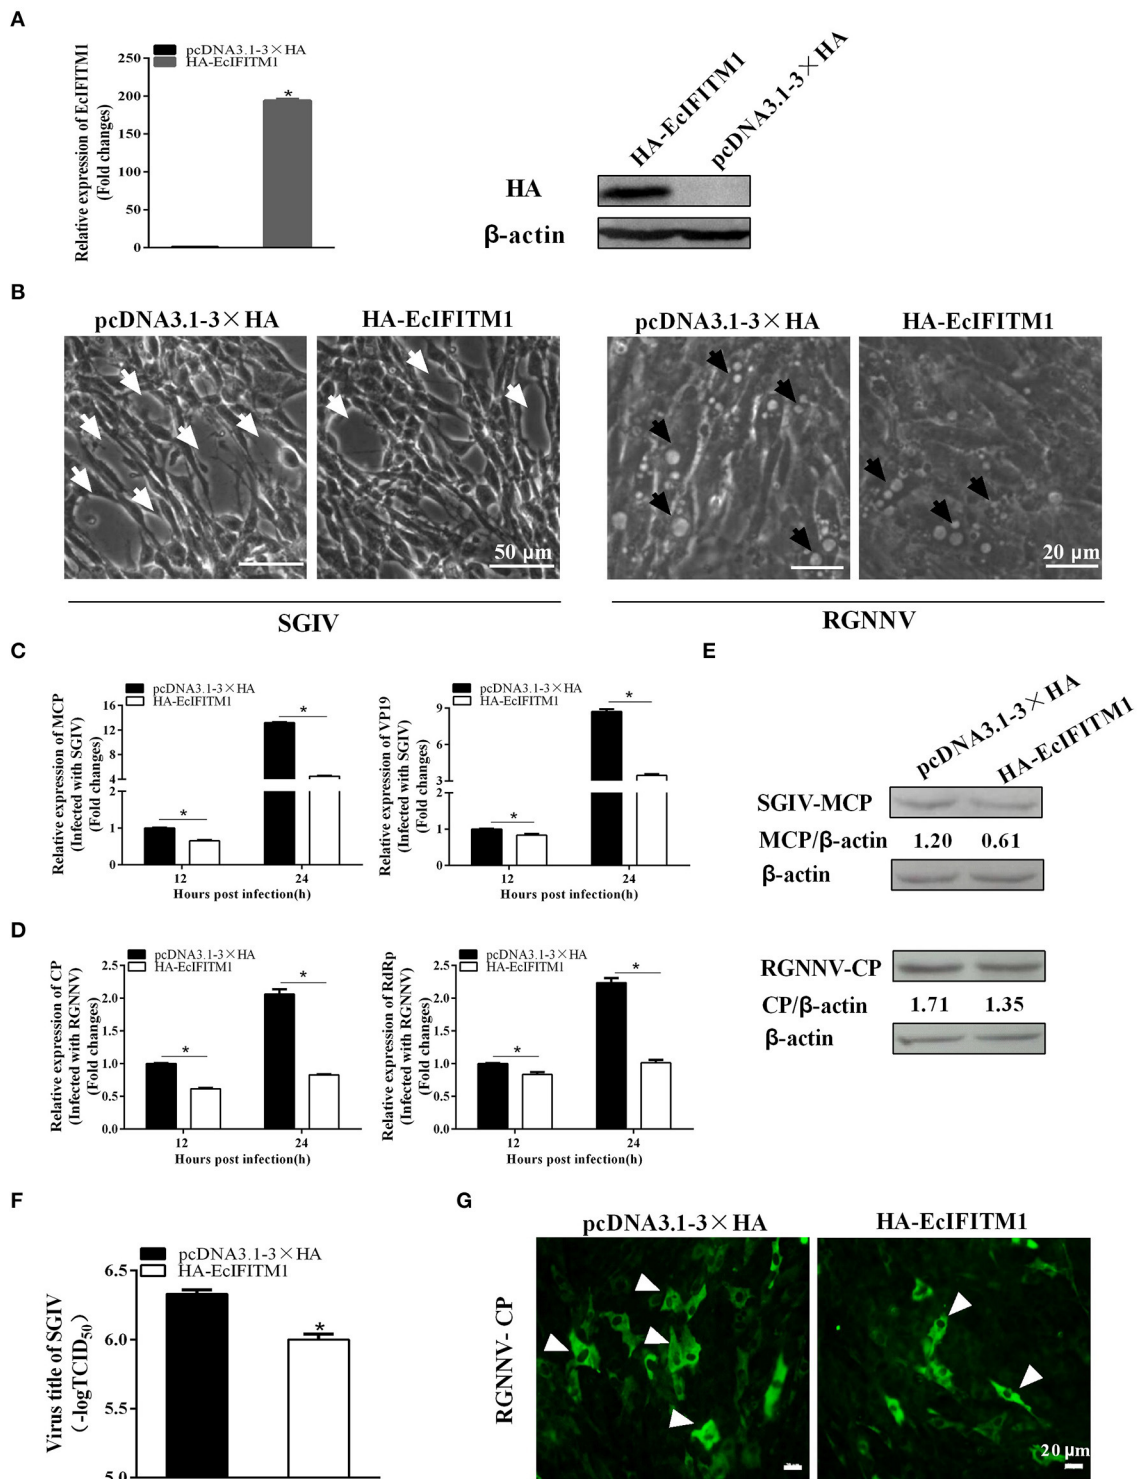 A
pcDNA3.1-3×HA
HA-EcIFITM1
Relative expression of EcIFITM1
(Fold changes)
250
200
150
100
50
0
*
HA-EcIFITM1
pcDNA3.1-3×HA
HA
β-actin
B
pcDNA3.1-3×HA
HA-EcIFITM1
pcDNA3.1-3×HA
HA-EcIFITM1
50 μm
20 μm
SGIV
RGNNV
C
pcDNA3.1-3×HA
HA-EcIFITM1
Relative expression of MCP
(Infected with SGIV)
(Fold changes)
16
12
8
4
2
1
0
*
*
12
24
Hours post infection(h)
pcDNA3.1-3×HA
HA-EcIFITM1
Relative expression of VP19
(Infected with SGIV)
(Fold changes)
9
6
3
2
1
0
*
*
12
24
Hours post infection(h)
D
pcDNA3.1-3×HA
HA-EcIFITM1
Relative expression of CP
(Infected with RGNNV)
(Fold changes)
2.5
2.0
1.5
1.0
0.5
0.0
*
*
12
24
Hours post infection(h)
pcDNA3.1-3×HA
HA-EcIFITM1
Relative expression of RdRp
(Infected with RGNNV)
(Fold changes)
2.5
2.0
1.5
1.0
0.5
0.0
*
*
12
24
Hours post infection(h)
E
pcDNA3.1-3×HA
HA-EcIFITM1
SGIV-MCP
MCP/β-actin 1.20 0.61
β-actin
RGNNV-CP
CP/β-actin 1.71 1.35
β-actin
F
pcDNA3.1-3×HA
HA-EcIFITM1
Virus title of SGIV
(-logTCID50)
6.5
6.0
5.5
5.0
*
G
pcDNA3.1-3×HA
HA-EcIFITM1
RGNNV- CP
20 μm